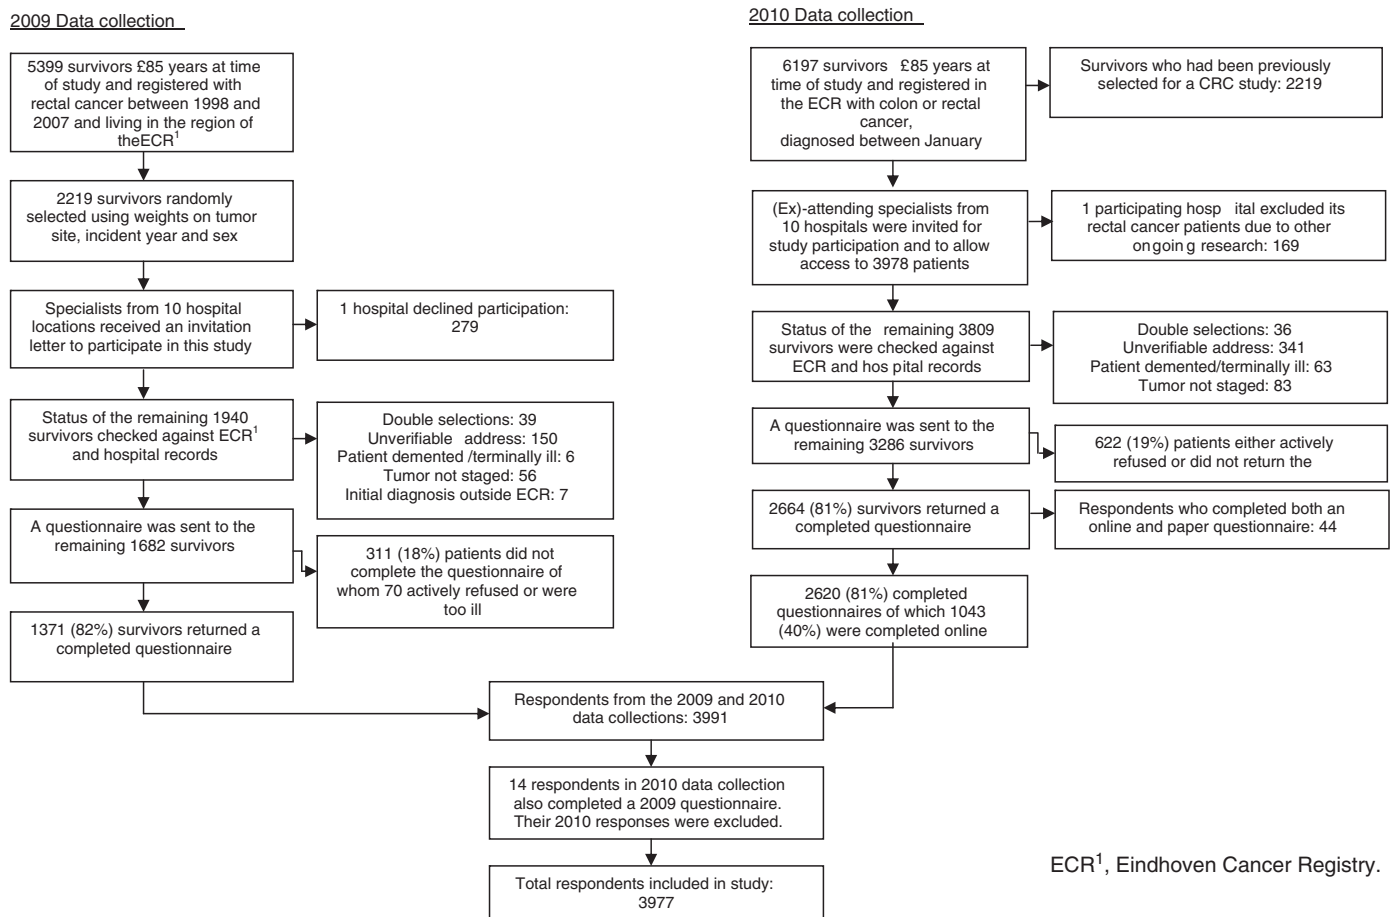 2009 Data collection
5399 survivors £85 years at time
of study and registered with
rectal cancer between 1998 and
2007 and living in the region of
theECR1
2219 survivors randomly
selected using weights on tumor
site, incident year and sex
Specialists from 10 hospital
locations received an invitation
letter to participate in this study
1 hospital declined participation:
279
Status of the remaining 1940
survivors checked against ECR1
and hospital records
Double selections: 39
Unverifiable address: 150
Patient demented /terminally ill: 6
Tumor not staged: 56
Initial diagnosis outside ECR: 7
A questionnaire was sent to the
remaining 1682 survivors
311 (18%) patients did not
complete the questionnaire of
whom 70 actively refused or were
too ill
1371 (82%) survivors returned a
completed questionnaire
2010 Data collection
6197 survivors £85 years at
time of study and registered in
the ECR with colon or rectal
cancer,
diagnosed between January
Survivors who had been previously
selected for a CRC study: 2219
(Ex)-attending specialists from
10 hospitals were invited for
study participation and to allow
access to 3978 patients
1 participating hosp ital excluded its
rectal cancer patients due to other
ongoin g research: 169
Status of the remaining 3809
survivors were checked against
ECR and hos pital records
Double selections: 36
Unverifiable address: 341
Patient demented/terminally ill: 63
Tumor not staged: 83
A questionnaire was sent to the
remaining 3286 survivors
622 (19%) patients either actively
refused or did not return the
2664 (81%) survivors returned a
completed questionnaire
Respondents who completed both an
online and paper questionnaire: 44
2620 (81%) completed
questionnaires of which 1043
(40%) were completed online
Respondents from the 2009 and 2010
data collections: 3991
14 respondents in 2010 data collection
also completed a 2009 questionnaire.
Their 2010 responses were excluded.
Total respondents included in study:
3977
ECR1, Eindhoven Cancer Registry.